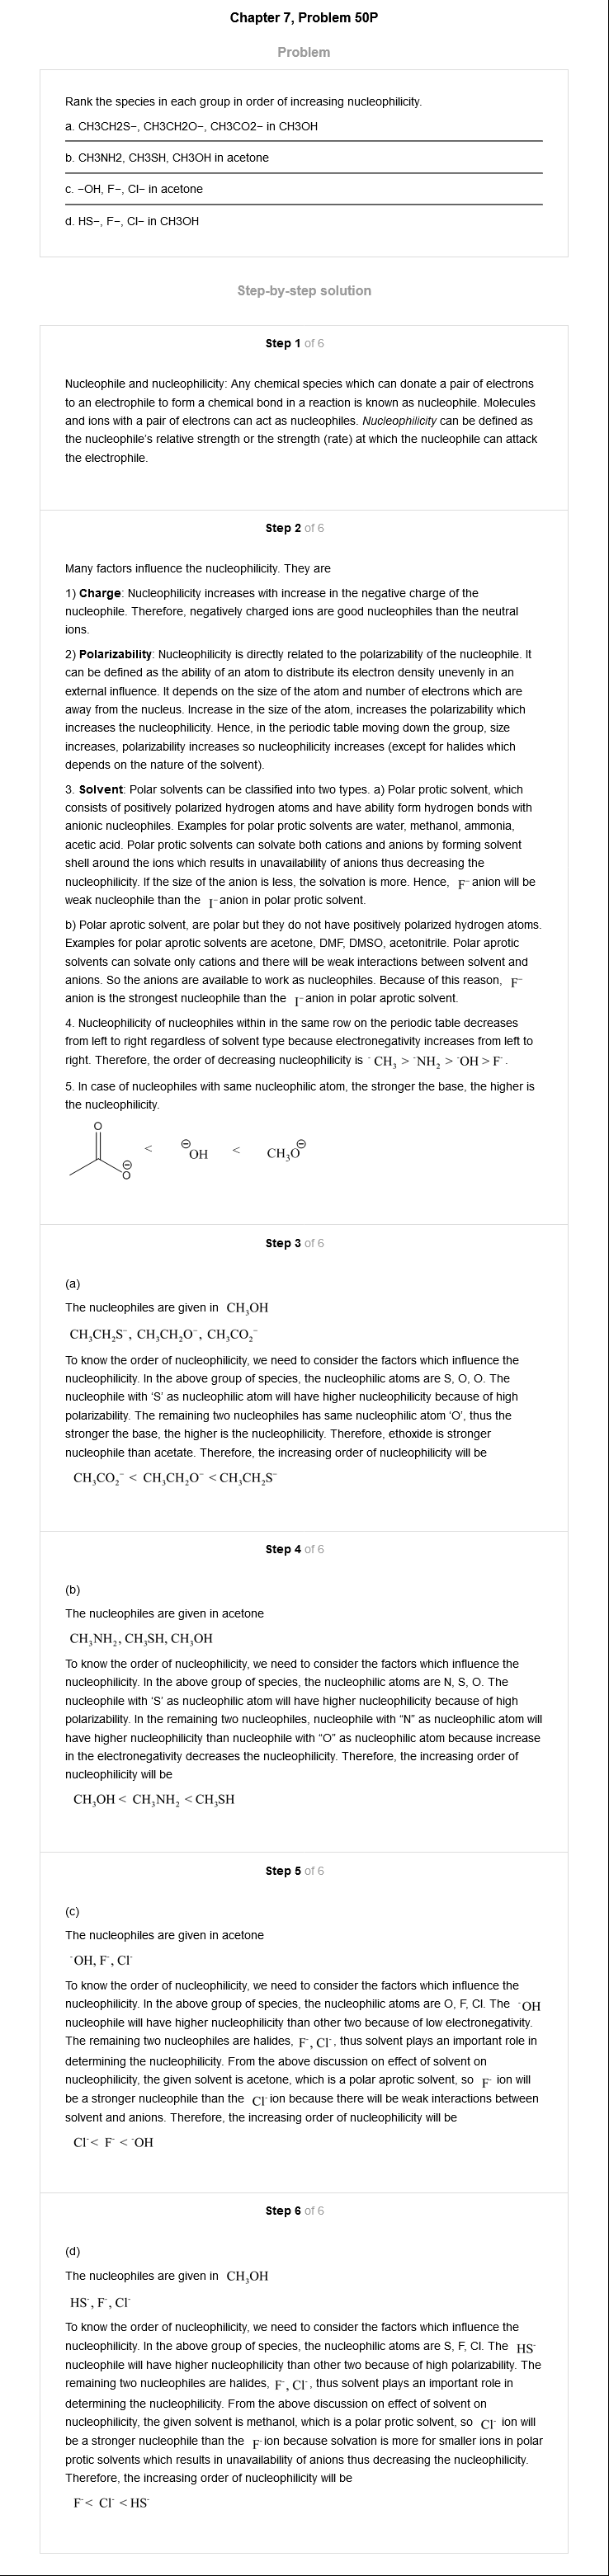 Chapter 7, Problem 50P
Problem
Rank the species in each group in order of increasing nucleophilicity.
a. CH3CH2S−, CH3CH2O−, CH3CO2− in CH3OH
b. CH3NH2, CH3SH, CH3OH in acetone
c. −OH, F−, Cl− in acetone
d. HS−, F−, Cl− in CH3OH
Step-by-step solution
Step 1 of 6
Nucleophile and nucleophilicity: Any chemical species which can donate a pair of electrons
to an electrophile to form a chemical bond in a reaction is known as nucleophile. Molecules
and ions with a pair of electrons can act as nucleophiles. Nucleophilicity can be defined as
the nucleophile's relative strength or the strength (rate) at which the nucleophile can attack
the electrophile.
Step 2 of 6
Many factors influence the nucleophilicity. They are
1) Charge: Nucleophilicity increases with increase in the negative charge of the
nucleophile. Therefore, negatively charged ions are good nucleophiles than the neutral
ions.
2) Polarizability: Nucleophilicity is directly related to the polarizability of the nucleophile. It
can be defined as the ability of an atom to distribute its electron density unevenly in an
external influence. It depends on the size of the atom and number of electrons which are
away from the nucleus. Increase in the size of the atom, increases the polarizability which
increases the nucleophilicity. Hence, in the periodic table moving down the group, size
increases, polarizability increases so nucleophilicity increases (except for halides which
depends on the nature of the solvent).
3. Solvent: Polar solvents can be classified into two types. a) Polar protic solvent, which
consists of positively polarized hydrogen atoms and have ability form hydrogen bonds with
anionic nucleophiles. Examples for polar protic solvents are water, methanol, ammonia,
acetic acid. Polar protic solvents can solvate both cations and anions by forming solvent
shell around the ions which results in unavailability of anions thus decreasing the
nucleophilicity. If the size of the anion is less, the solvation is more. Hence, F⁻ anion will be
weak nucleophile than the I⁻ anion in polar protic solvent.
b) Polar aprotic solvent, are polar but they do not have positively polarized hydrogen atoms.
Examples for polar aprotic solvents are acetone, DMF, DMSO, acetonitrile. Polar aprotic
solvents can solvate only cations and there will be weak interactions between solvent and
anions. So the anions are available to work as nucleophiles. Because of this reason, F⁻
anion is the strongest nucleophile than the I⁻ anion in polar aprotic solvent.
4. Nucleophilicity of nucleophiles within in the same row on the periodic table decreases
from left to right regardless of solvent type because electronegativity increases from left to
right. Therefore, the order of decreasing nucleophilicity is ⁻CH₃ > ⁻NH₂ > ⁻OH > F⁻.
5. In case of nucleophiles with same nucleophilic atom, the stronger the base, the higher is
the nucleophilicity.
O O⊖ < ⊖OH < CH₃O⊖
Step 3 of 6
(a)
The nucleophiles are given in CH₃OH
CH₃CH₂S⁻, CH₃CH₂O⁻, CH₃CO₂⁻
To know the order of nucleophilicity, we need to consider the factors which influence the
nucleophilicity. In the above group of species, the nucleophilic atoms are S, O, O. The
nucleophile with 'S' as nucleophilic atom will have higher nucleophilicity because of high
polarizability. The remaining two nucleophiles has same nucleophilic atom 'O', thus the
stronger the base, the higher is the nucleophilicity. Therefore, ethoxide is stronger
nucleophile than acetate. Therefore, the increasing order of nucleophilicity will be
CH₃CO₂⁻ < CH₃CH₂O⁻ < CH₃CH₂S⁻
Step 4 of 6
(b)
The nucleophiles are given in acetone
CH₃NH₂, CH₃SH, CH₃OH
To know the order of nucleophilicity, we need to consider the factors which influence the
nucleophilicity. In the above group of species, the nucleophilic atoms are N, S, O. The
nucleophile with 'S' as nucleophilic atom will have higher nucleophilicity because of high
polarizability. In the remaining two nucleophiles, nucleophile with "N" as nucleophilic atom will
have higher nucleophilicity than nucleophile with "O" as nucleophilic atom because increase
in the electronegativity decreases the nucleophilicity. Therefore, the increasing order of
nucleophilicity will be
CH₃OH < CH₃NH₂ < CH₃SH
Step 5 of 6
(c)
The nucleophiles are given in acetone
⁻OH, F⁻, Cl⁻
To know the order of nucleophilicity, we need to consider the factors which influence the
nucleophilicity. In the above group of species, the nucleophilic atoms are O, F, Cl. The ⁻OH
nucleophile will have higher nucleophilicity than other two because of low electronegativity.
The remaining two nucleophiles are halides, F⁻, Cl⁻, thus solvent plays an important role in
determining the nucleophilicity. From the above discussion on effect of solvent on
nucleophilicity, the given solvent is acetone, which is a polar aprotic solvent, so F⁻ ion will
be a stronger nucleophile than the Cl⁻ ion because there will be weak interactions between
solvent and anions. Therefore, the increasing order of nucleophilicity will be
Cl⁻ < F⁻ < ⁻OH
Step 6 of 6
(d)
The nucleophiles are given in CH₃OH
HS⁻, F⁻, Cl⁻
To know the order of nucleophilicity, we need to consider the factors which influence the
nucleophilicity. In the above group of species, the nucleophilic atoms are S, F, Cl. The HS⁻
nucleophile will have higher nucleophilicity than other two because of high polarizability. The
remaining two nucleophiles are halides, F⁻, Cl⁻, thus solvent plays an important role in
determining the nucleophilicity. From the above discussion on effect of solvent on
nucleophilicity, the given solvent is methanol, which is a polar protic solvent, so Cl⁻ ion will
be a stronger nucleophile than the F⁻ ion because solvation is more for smaller ions in polar
protic solvents which results in unavailability of anions thus decreasing the nucleophilicity.
Therefore, the increasing order of nucleophilicity will be
F⁻ < Cl⁻ < HS⁻